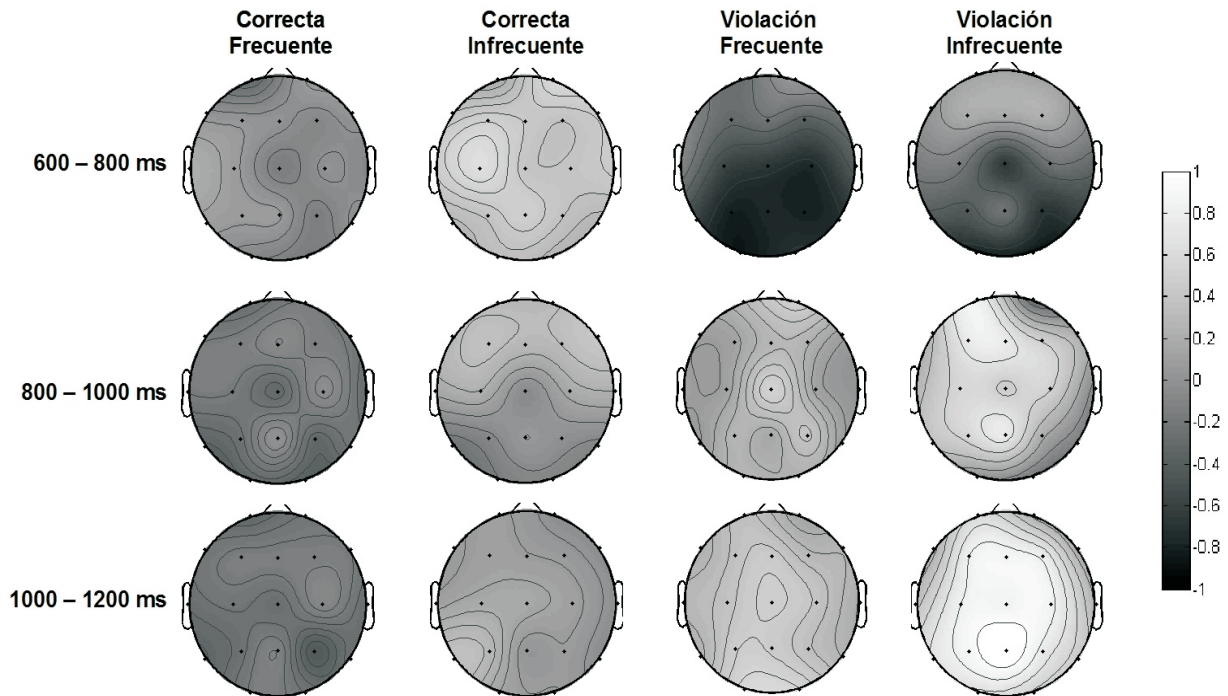 Correcta
Frecuente
Correcta
Infrecuente
Violación
Frecuente
Violación
Infrecuente
600 – 800 ms
800 – 1000 ms
1000 – 1200 ms
1
0.8
0.6
0.4
0.2
0
-0.2
-0.4
-0.6
-0.8
-1